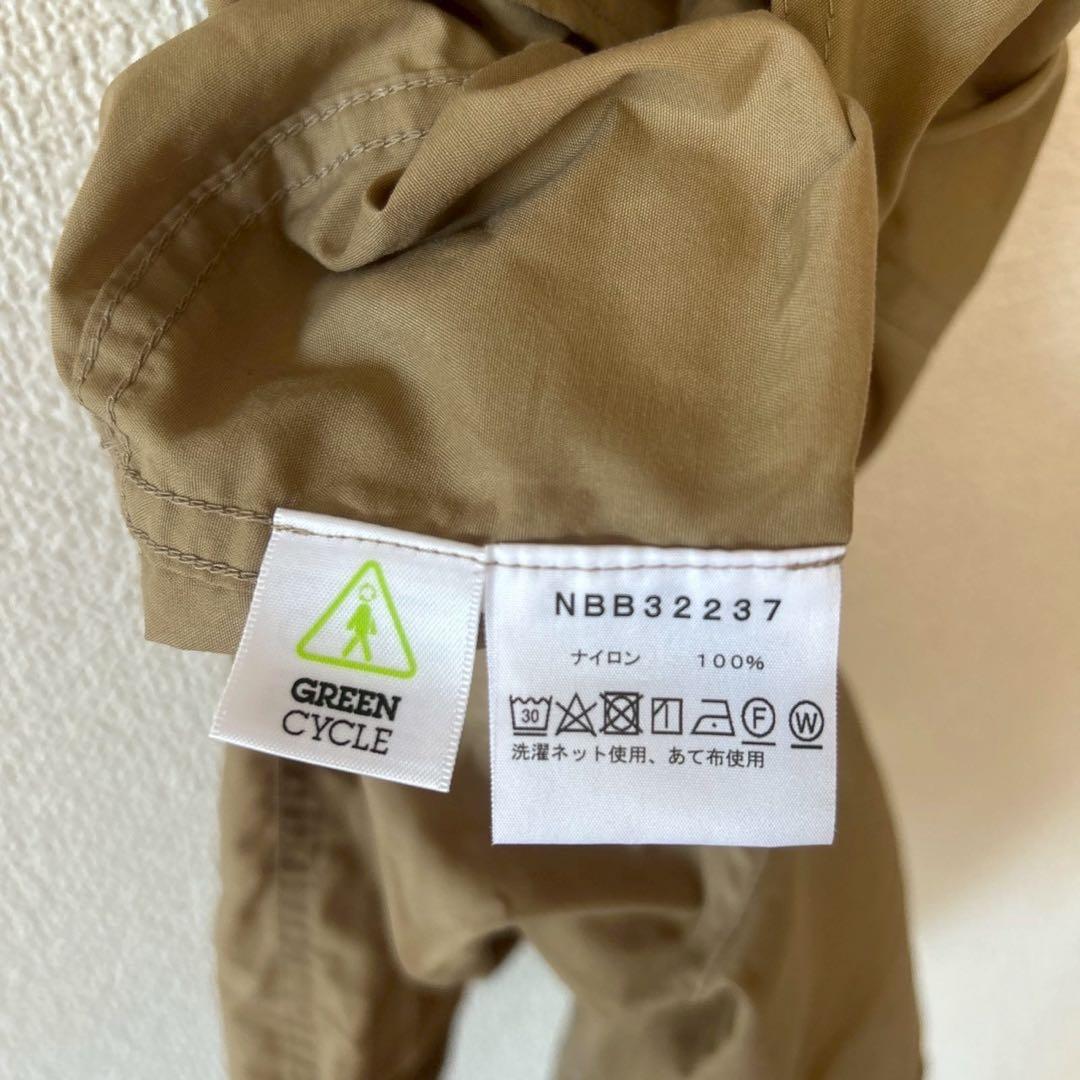 GREEN
CYCLE
NBB32237
ナイロン 100%
30 F W
洗濯ネット使用、あて布使用